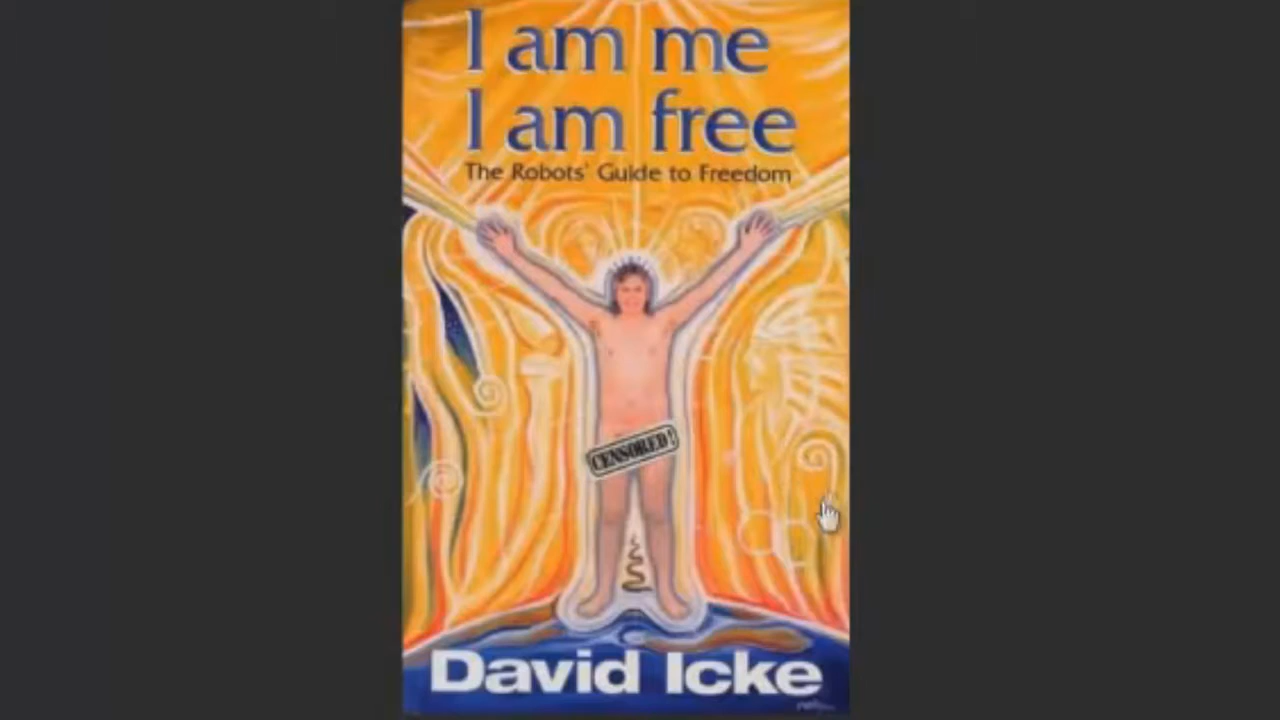 I am me
I am free
The Robots' Guide to Freedom
CENSORED!
David Icke